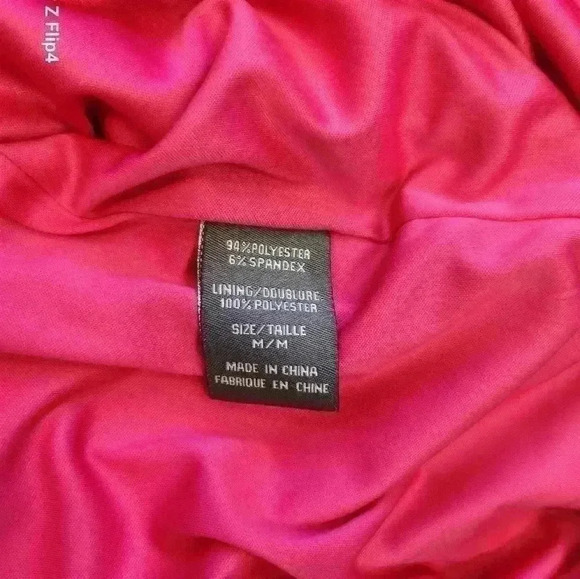 Z Flip4
94%POLYESTER
6%SPANDEX
LINING/DOUBLURE
100%POLYESTER
SIZE/TAILLE
M/M
MADE IN CHINA
FABRIQUE EN CHINE